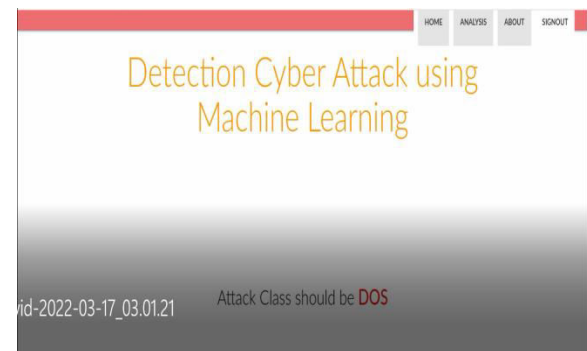 HOME ANALYSIS ABOUT SIGNOUT
Detection Cyber Attack using
Machine Learning
Attack Class should be DOS
vid-2022-03-17_03.01.21